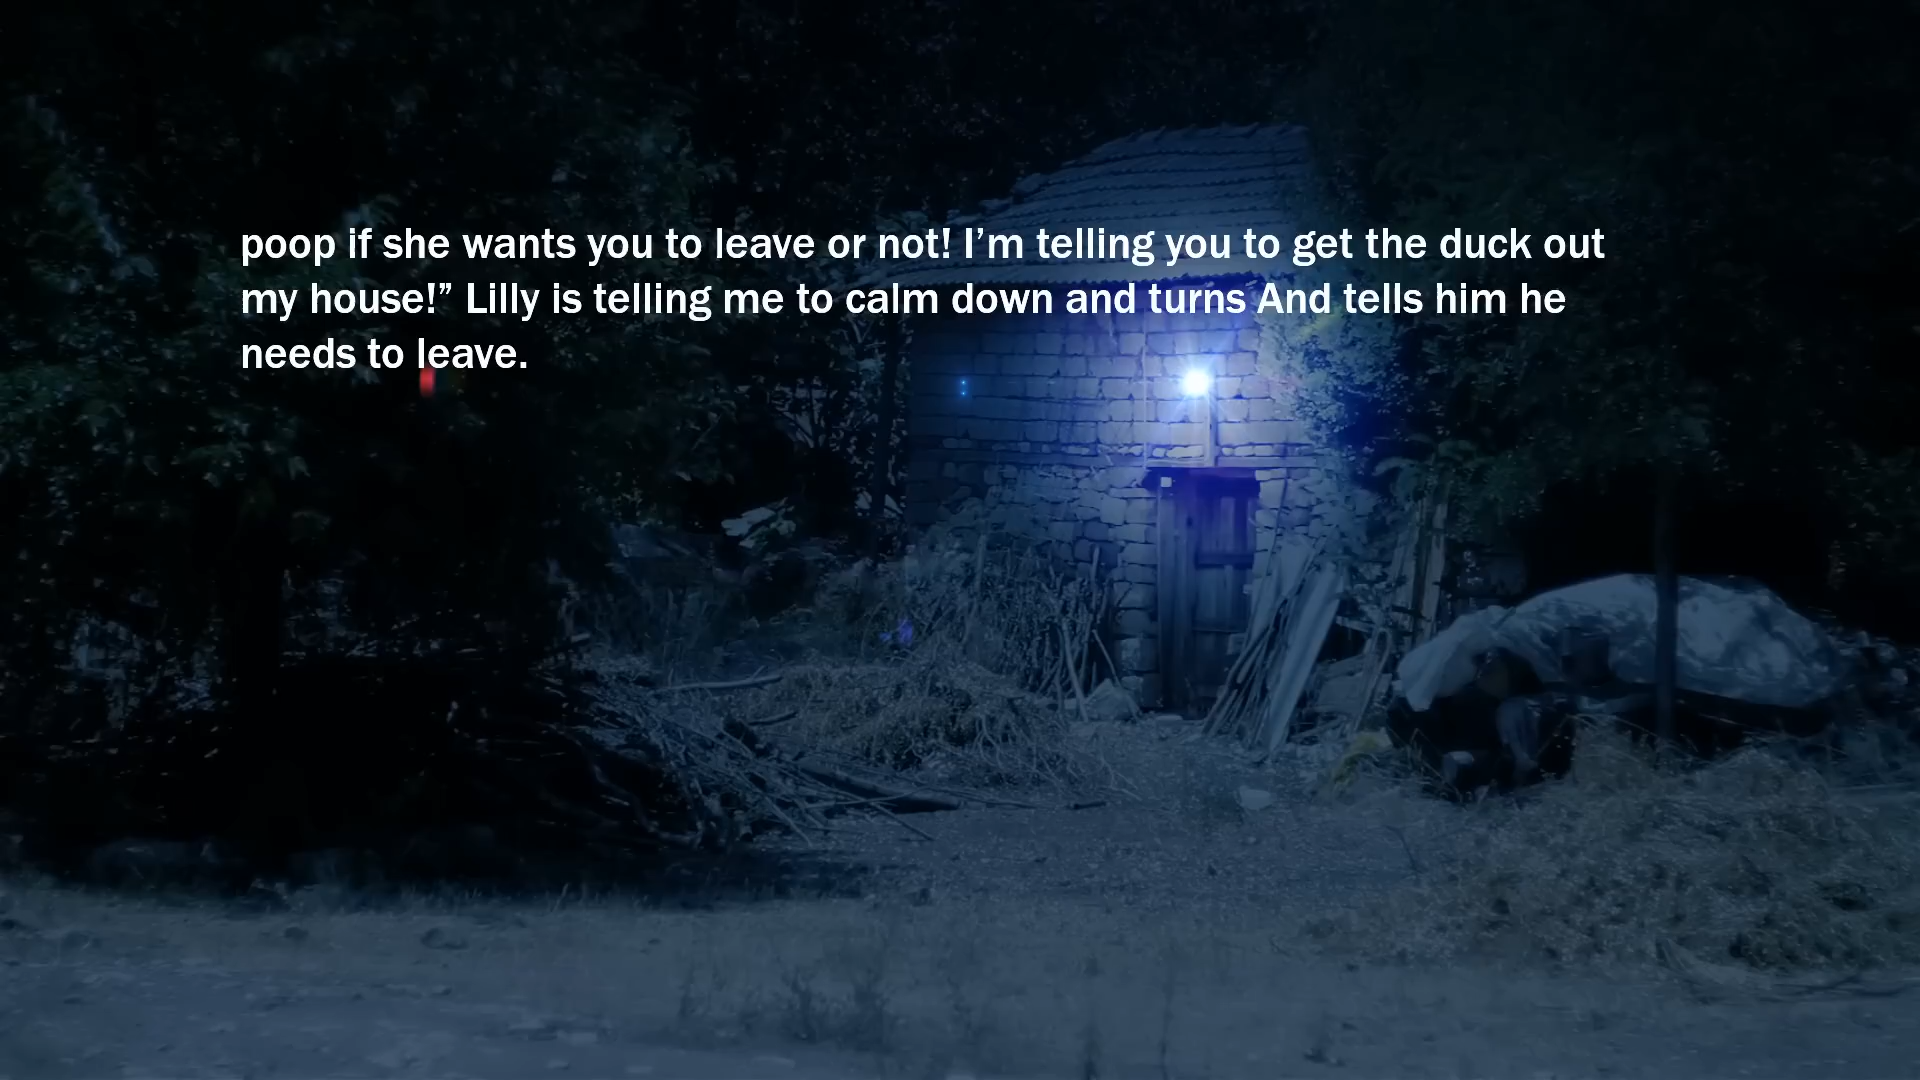 poop if she wants you to leave or not! I’m telling you to get the duck out
my house!” Lilly is telling me to calm down and turns And tells him he
needs to leave.